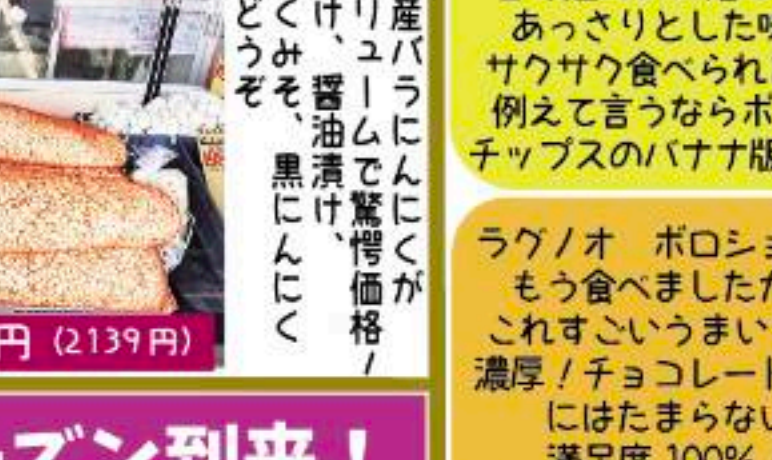 産バラにんにくが
リュームで驚愕価格!
け、醤油漬け、
くみそ、黒にんにく
どうぞ
円（2139円）
ーズン到来！
あっさりとした
サクサク食べられ
例えて言うならポ
チップスのバナナ版
ラグノオ　ポロショ
もう食べましたか
これすごいうまい
濃厚！チョコレート
にはたまらない
満足度 100%